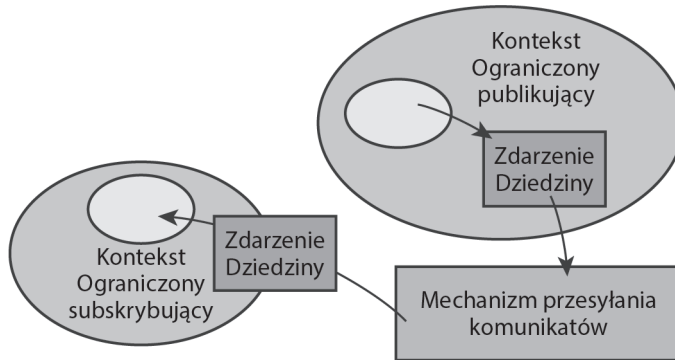 Kontekst
Ograniczony
publikujący
Zdarzenie
Dziedziny
Kontekst
Ograniczony
subskrybujący
Zdarzenie
Dziedziny
Mechanizm przesyłania
komunikatów